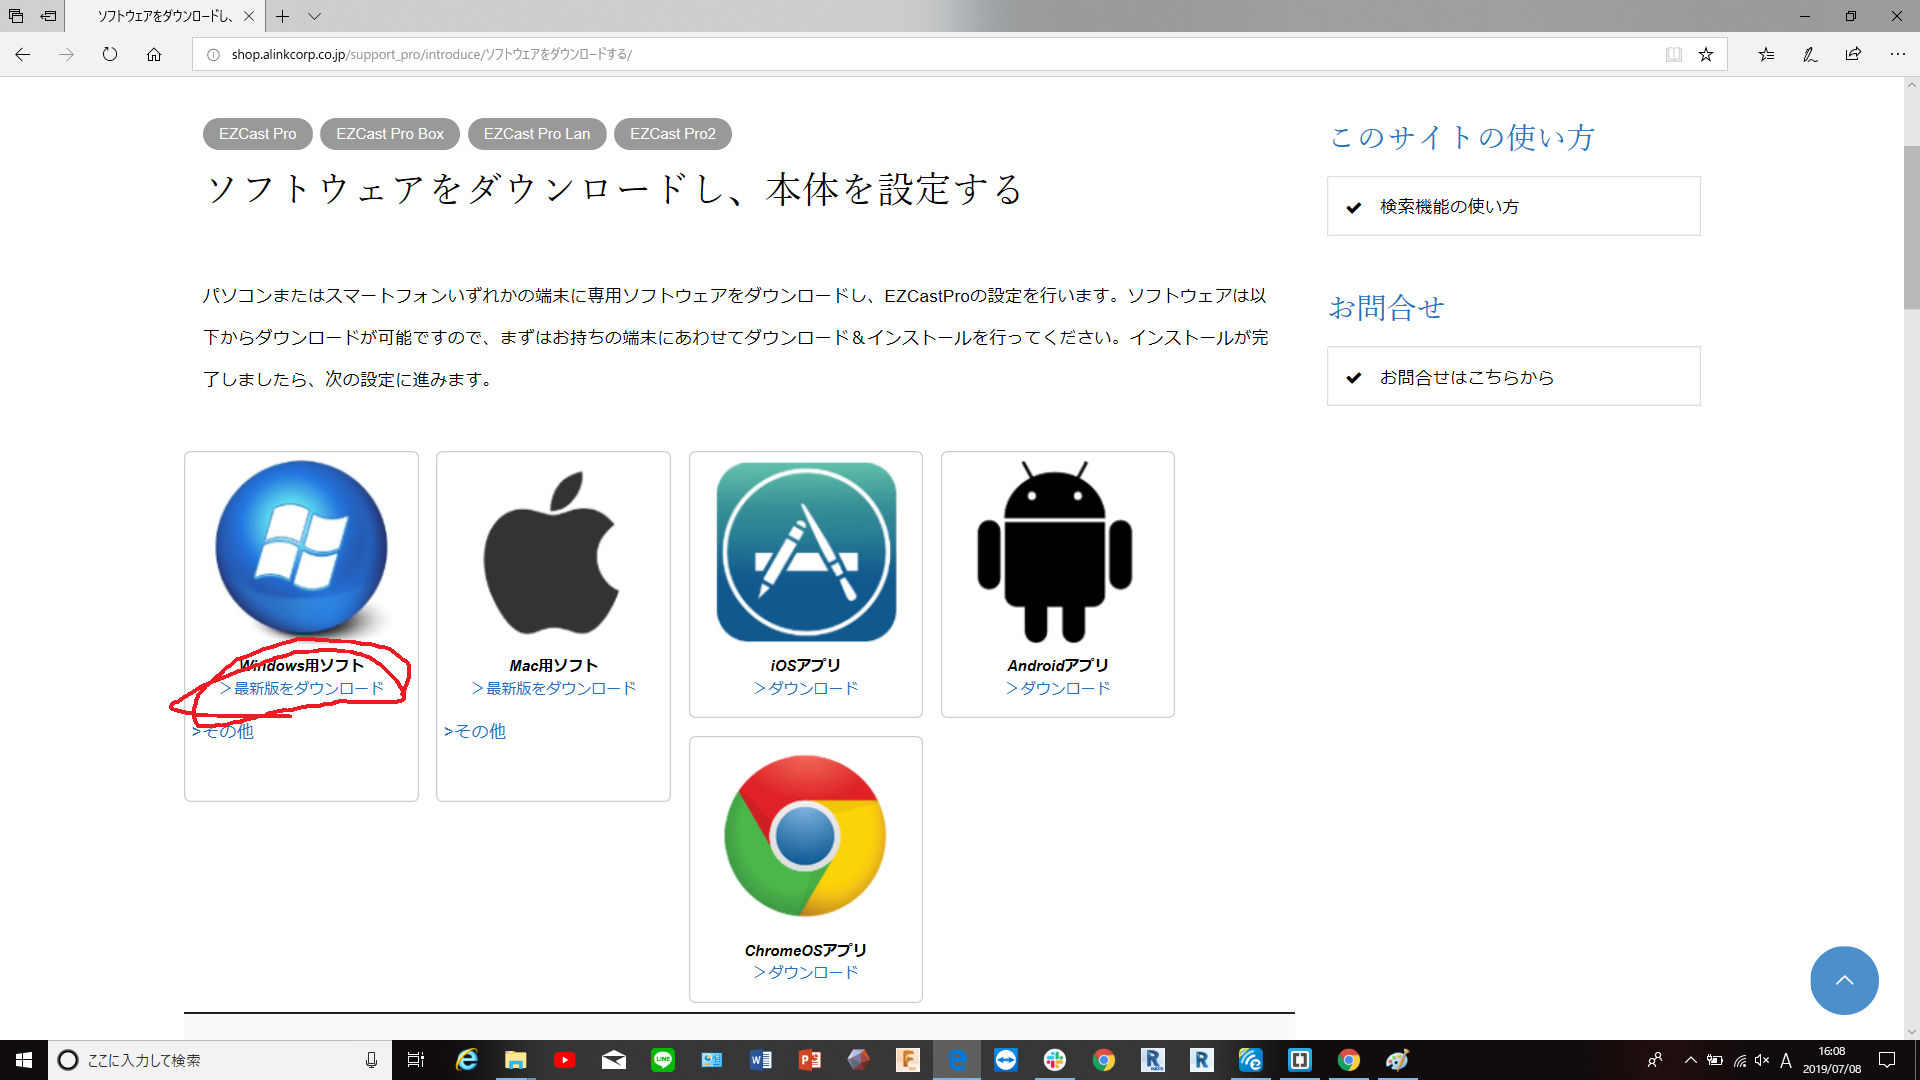 ソフトウェアをダウンロードし、
shop.alinkcorp.co.jp/support_pro/introduce/ソフトウェアをダウンロードする/
EZCast Pro
EZCast Pro Box
EZCast Pro Lan
EZCast Pro2
ソフトウェアをダウンロードし、本体を設定する
パソコンまたはスマートフォンいずれかの端末に専用ソフトウェアをダウンロードし、EZCastProの設定を行います。ソフトウェアは以
下からダウンロードが可能ですので、まずはお持ちの端末にあわせてダウンロード＆インストールを行ってください。インストールが完
了しましたら、次の設定に進みます。
このサイトの使い方
検索機能の使い方
お問合せ
お問合せはこちらから
Windows用ソフト
＞最新版をダウンロード
>その他
Mac用ソフト
＞最新版をダウンロード
>その他
iOSアプリ
＞ダウンロード
Androidアプリ
＞ダウンロード
ChromeOSアプリ
＞ダウンロード
ここに入力して検索
LINE
A
16:08
2019/07/08